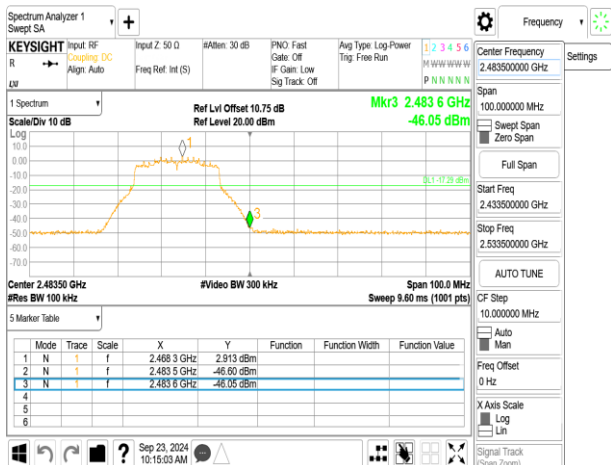 Spectrum Analyzer 1
Swept SA
Frequency
KEYSIGHT
R
Input: RF
Coupling: DC
Align: Auto
Input Z: 50 Ω
Freq Ref: Int (S)
#Atten: 30 dB
PNO: Fast
Gate: Off
IF Gain: Low
Sig Track: Off
Avg Type: Log-Power
Trig: Free Run
1 2 3 4 5 6
M W W W W W
P N N N N N
1 Spectrum
Scale/Div 10 dB
Ref Lvl Offset 10.75 dB
Ref Level 20.00 dBm
Mkr3 2.483 6 GHz
-46.05 dBm
Log
10.0
0.00
-10.0
-20.0
-30.0
-40.0
-50.0
-60.0
-70.0
1
3
DL1 -17.25 dBm
Center 2.48350 GHz
#Video BW 300 kHz
Span 100.0 MHz
#Res BW 100 kHz
Sweep 9.60 ms (1001 pts)
5 Marker Table
Mode Trace Scale X Y Function Function Width Function Value
1 N 1 f 2.468 3 GHz 2.913 dBm
2 N 1 f 2.483 5 GHz -46.60 dBm
3 N 1 f 2.483 6 GHz -46.05 dBm
4
5
6
Sep 23, 2024
10:15:03 AM
Center Frequency
2.483500000 GHz
Settings
Span
100.000000 MHz
Swept Span
Zero Span
Full Span
Start Freq
2.433500000 GHz
Stop Freq
2.533500000 GHz
AUTO TUNE
CF Step
10.000000 MHz
Auto
Man
Freq Offset
0 Hz
X Axis Scale
Log
Lin
Signal Track
(Span Zoom)